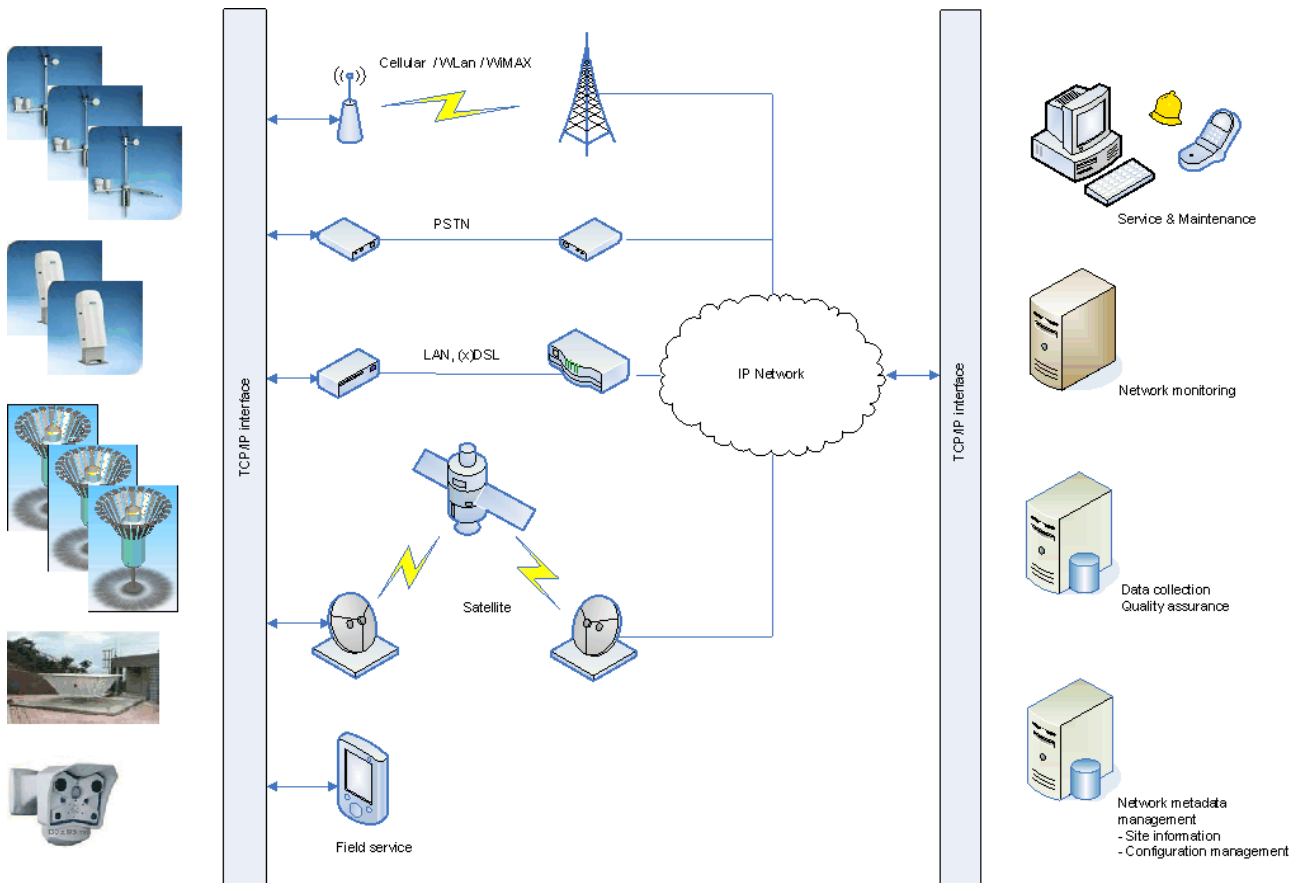 Cellular / WLan / WiMAX
PSTN
LAN, (x)DSL
IP Network
Satellite
Field service
TCP/IP interface
TCP/IP interface
Service & Maintenance
Network monitoring
Data collection
Quality assurance
Network metadata
management
- Site information
- Configuration management